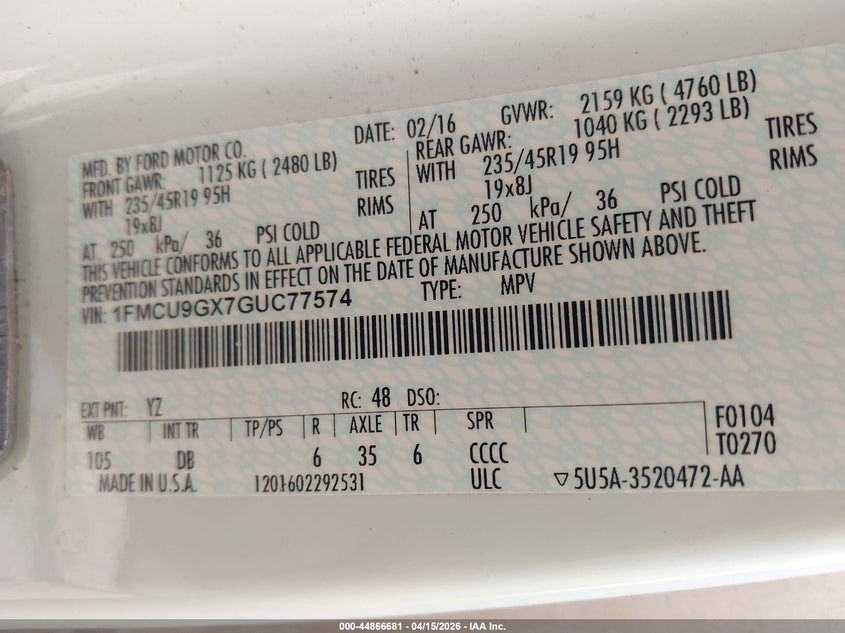 MFD. BY FORD MOTOR CO.
DATE: 02/16 GVWR: 2159 KG ( 4760 LB)
FRONT GAWR: 1125 KG ( 2480 LB) REAR GAWR: 1040 KG ( 2293 LB)
WITH 235/45R19 95H TIRES WITH 235/45R19 95H TIRES
19x8J RIMS 19x8J RIMS
AT 250 kPa/ 36 PSI COLD AT 250 kPa/ 36 PSI COLD
THIS VEHICLE CONFORMS TO ALL APPLICABLE FEDERAL MOTOR VEHICLE SAFETY AND THEFT
PREVENTION STANDARDS IN EFFECT ON THE DATE OF MANUFACTURE SHOWN ABOVE.
VIN: 1FMCU9GX7GUC77574 TYPE: MPV
EXT PNT: YZ RC: 48 DSO:
WB INT TR TP/PS R AXLE TR SPR F0104
105 DB 6 35 6 CCCC T0270
MADE IN U.S.A. 1201602292531 ULC ▽5U5A-3520472-AA
000-44866681 - 04/15/2026 - IAA Inc.